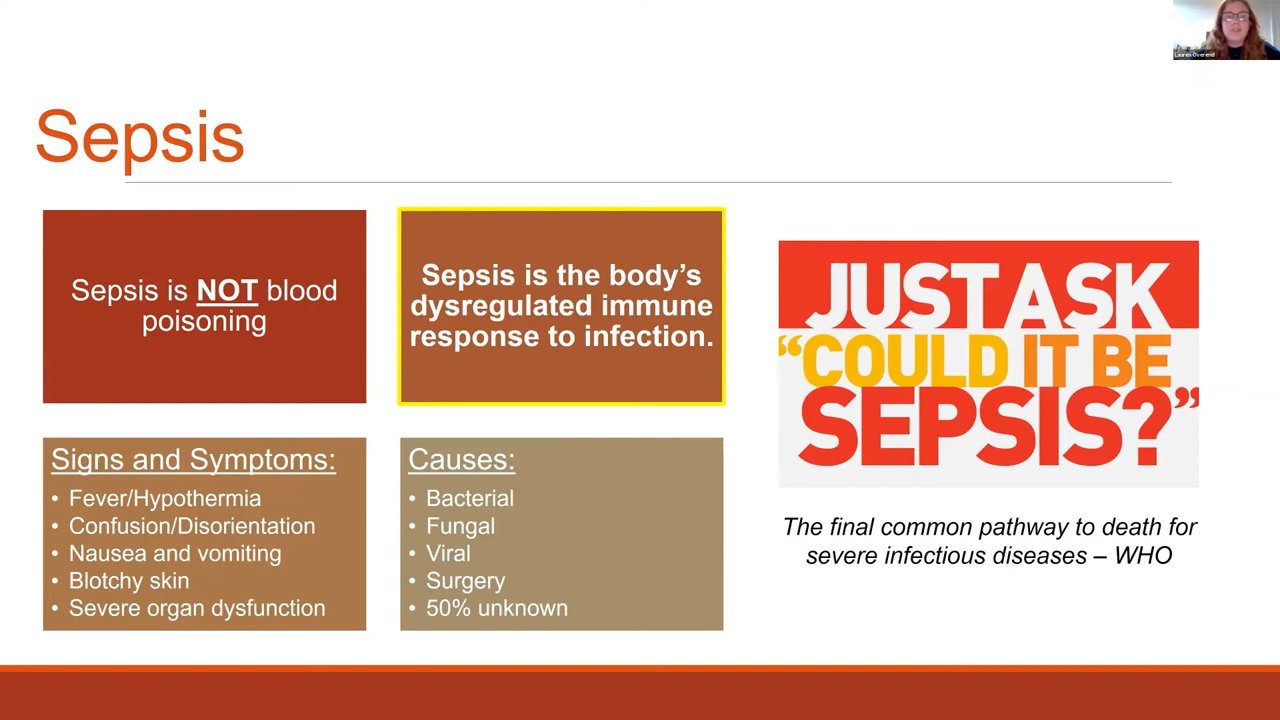 Lauren Overend
Sepsis
Sepsis is NOT blood
poisoning
Sepsis is the body’s
dysregulated immune
response to infection.
Signs and Symptoms:
• Fever/Hypothermia
• Confusion/Disorientation
• Nausea and vomiting
• Blotchy skin
• Severe organ dysfunction
Causes:
• Bacterial
• Fungal
• Viral
• Surgery
• 50% unknown
JUST ASK
“COULD IT BE
SEPSIS?”
The final common pathway to death for
severe infectious diseases – WHO